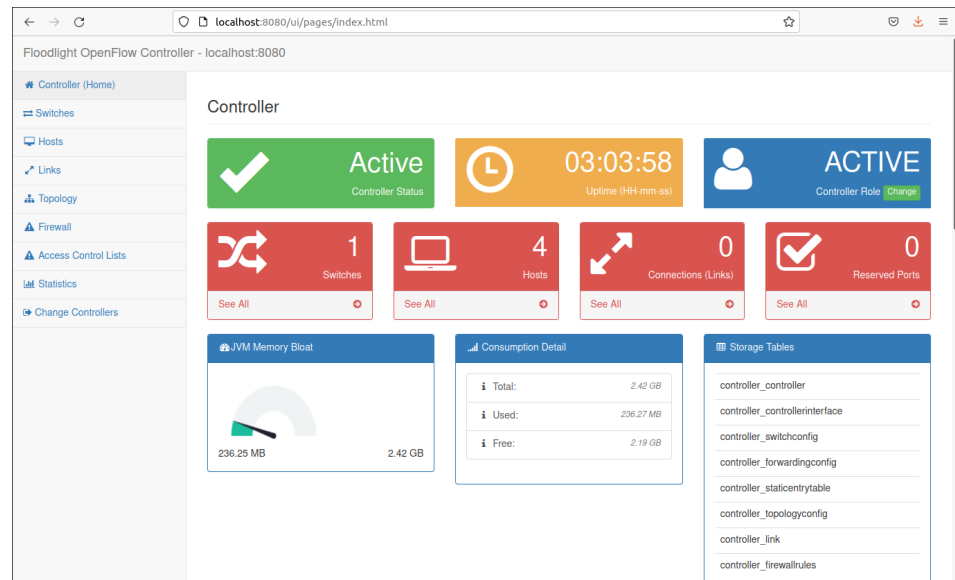 localhost:8080/ui/pages/index.html
Floodlight OpenFlow Controller - localhost:8080
Controller (Home)
Switches
Hosts
Links
Topology
Firewall
Access Control Lists
Statistics
Change Controllers
Controller
Active
Controller Status
03:03:58
Uptime (HH-mm-ss)
ACTIVE
Controller Role Change
1
Switches
See All
4
Hosts
See All
0
Connections (Links)
See All
0
Reserved Ports
See All
JVM Memory Bloat
236.25 MB 2.42 GB
Consumption Detail
Total: 2.42 GB
Used: 236.27 MB
Free: 2.19 GB
Storage Tables
controller_controller
controller_controllerinterface
controller_switchconfig
controller_forwardingconfig
controller_staticentrytable
controller_topologyconfig
controller_link
controller_firewallrules